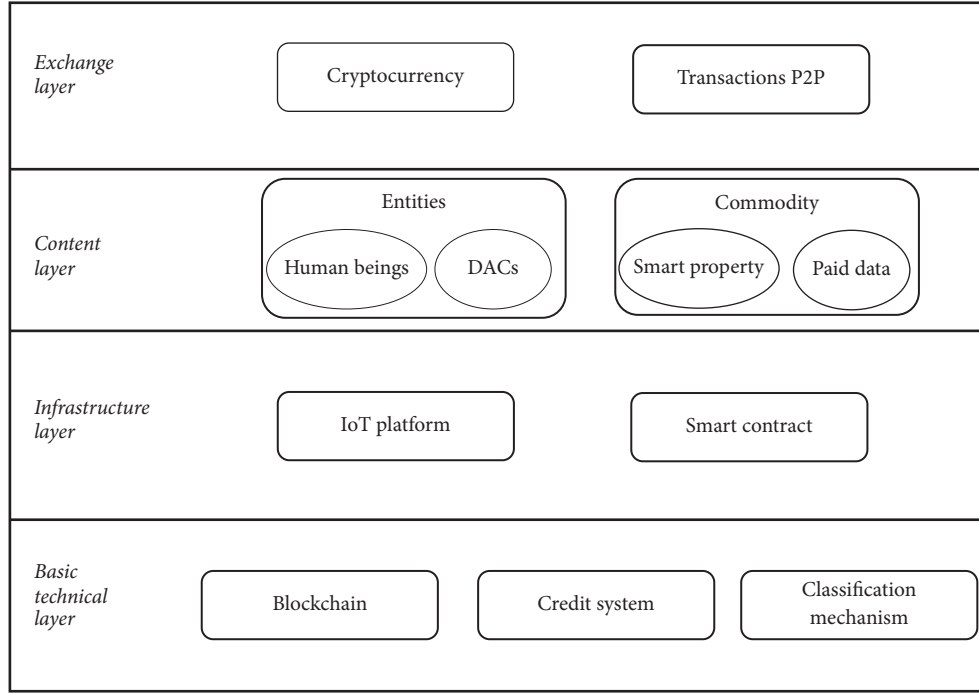 Exchange
layer
Cryptocurrency
Transactions P2P
Content
layer
Entities
Human beings
DACs
Commodity
Smart property
Paid data
Infrastructure
layer
IoT platform
Smart contract
Basic
technical
layer
Blockchain
Credit system
Classification
mechanism